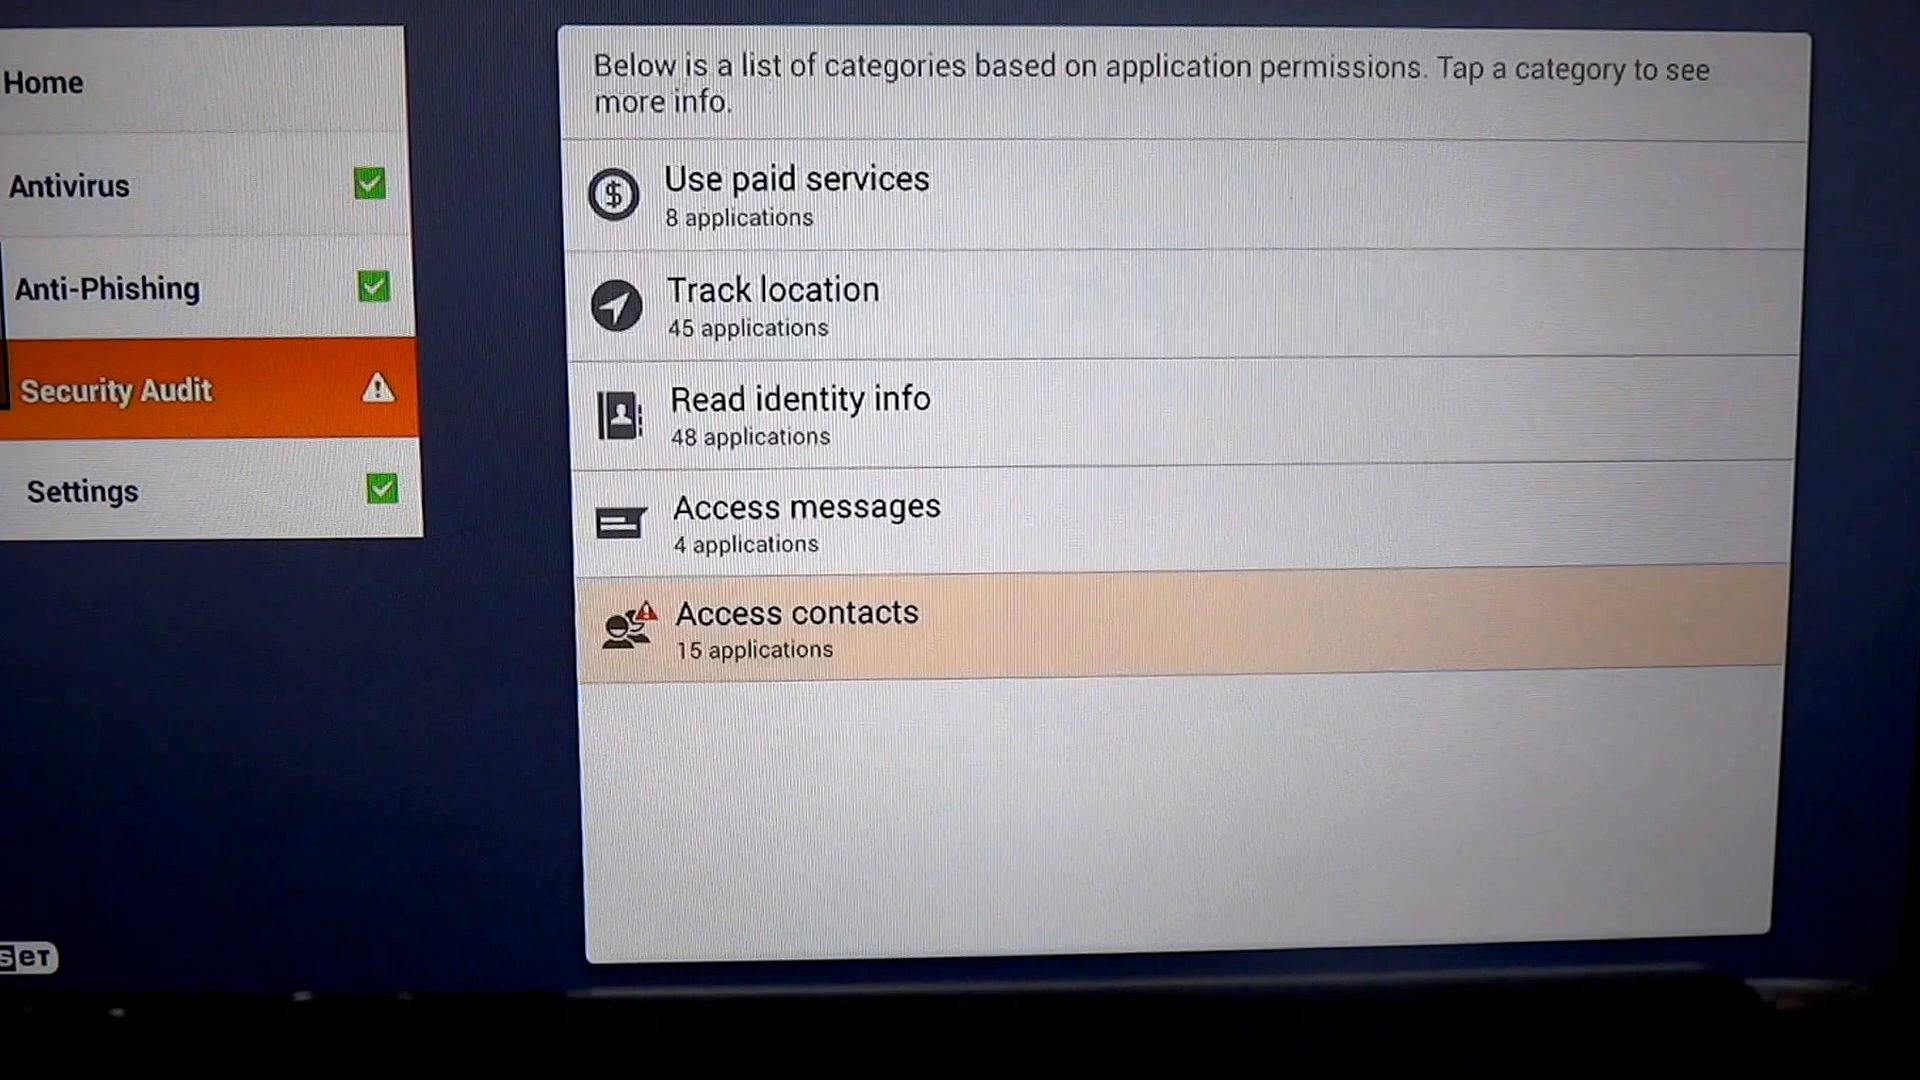 Home
Antivirus
Anti-Phishing
Security Audit
Settings
Below is a list of categories based on application permissions. Tap a category to see
more info.
$
Use paid services
8 applications
Track location
45 applications
Read identity info
48 applications
Access messages
4 applications
Access contacts
15 applications
SeT